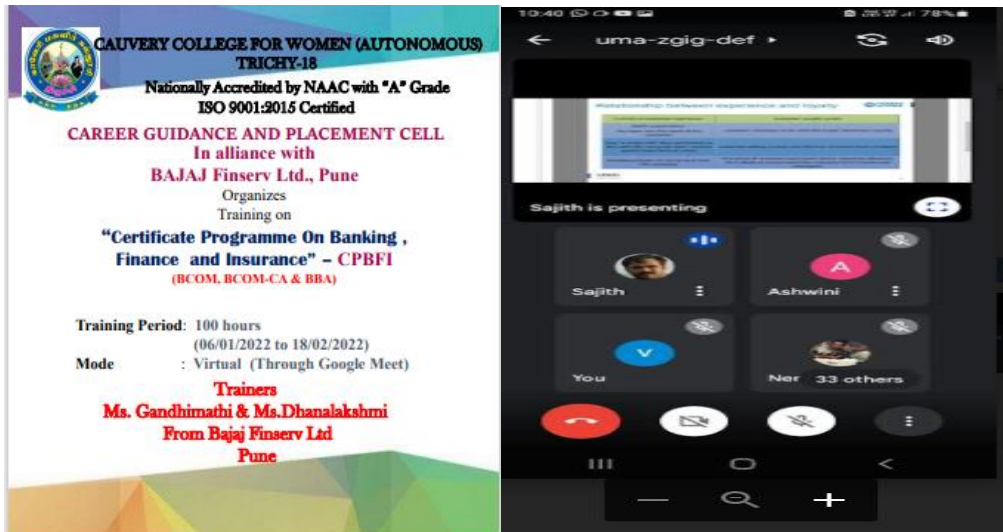 CAUVERY COLLEGE FOR WOMEN (AUTONOMOUS)
TRICHY-18
Nationally Accredited by NAAC with "A" Grade
ISO 9001:2015 Certified
CAREER GUIDANCE AND PLACEMENT CELL
In alliance with
BAJAJ Finserv Ltd., Pune
Organizes
Training on
“Certificate Programme On Banking ,
Finance and Insurance” – CPBFI
(BCOM, BCOM-CA & BBA)
Training Period: 100 hours
(06/01/2022 to 18/02/2022)
Mode : Virtual (Through Google Meet)
Trainers
Ms. Gandhimathi & Ms.Dhanalakshmi
From Bajaj Finserv Ltd
Pune
10:40
78%
uma-zgig-def
Relationship between experience and loyalty
Sajith is presenting
Sajith
A
Ashwini
V
You
Ner 33 others